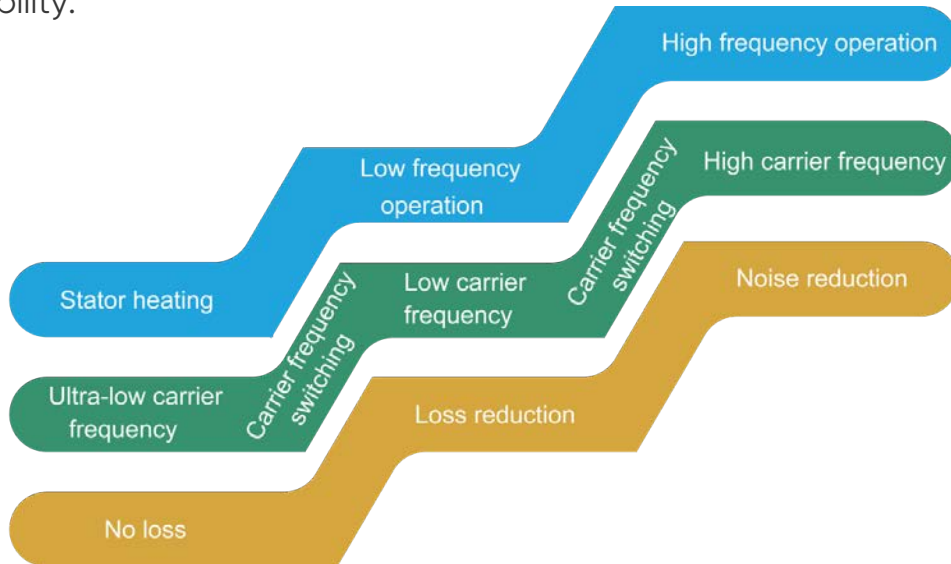 High frequency operation
Low frequency
operation
Stator heating
High carrier frequency
Carrier frequency
switching
Low carrier
frequency
Carrier frequency
switching
Ultra-low carrier
frequency
Noise reduction
Loss reduction
No loss